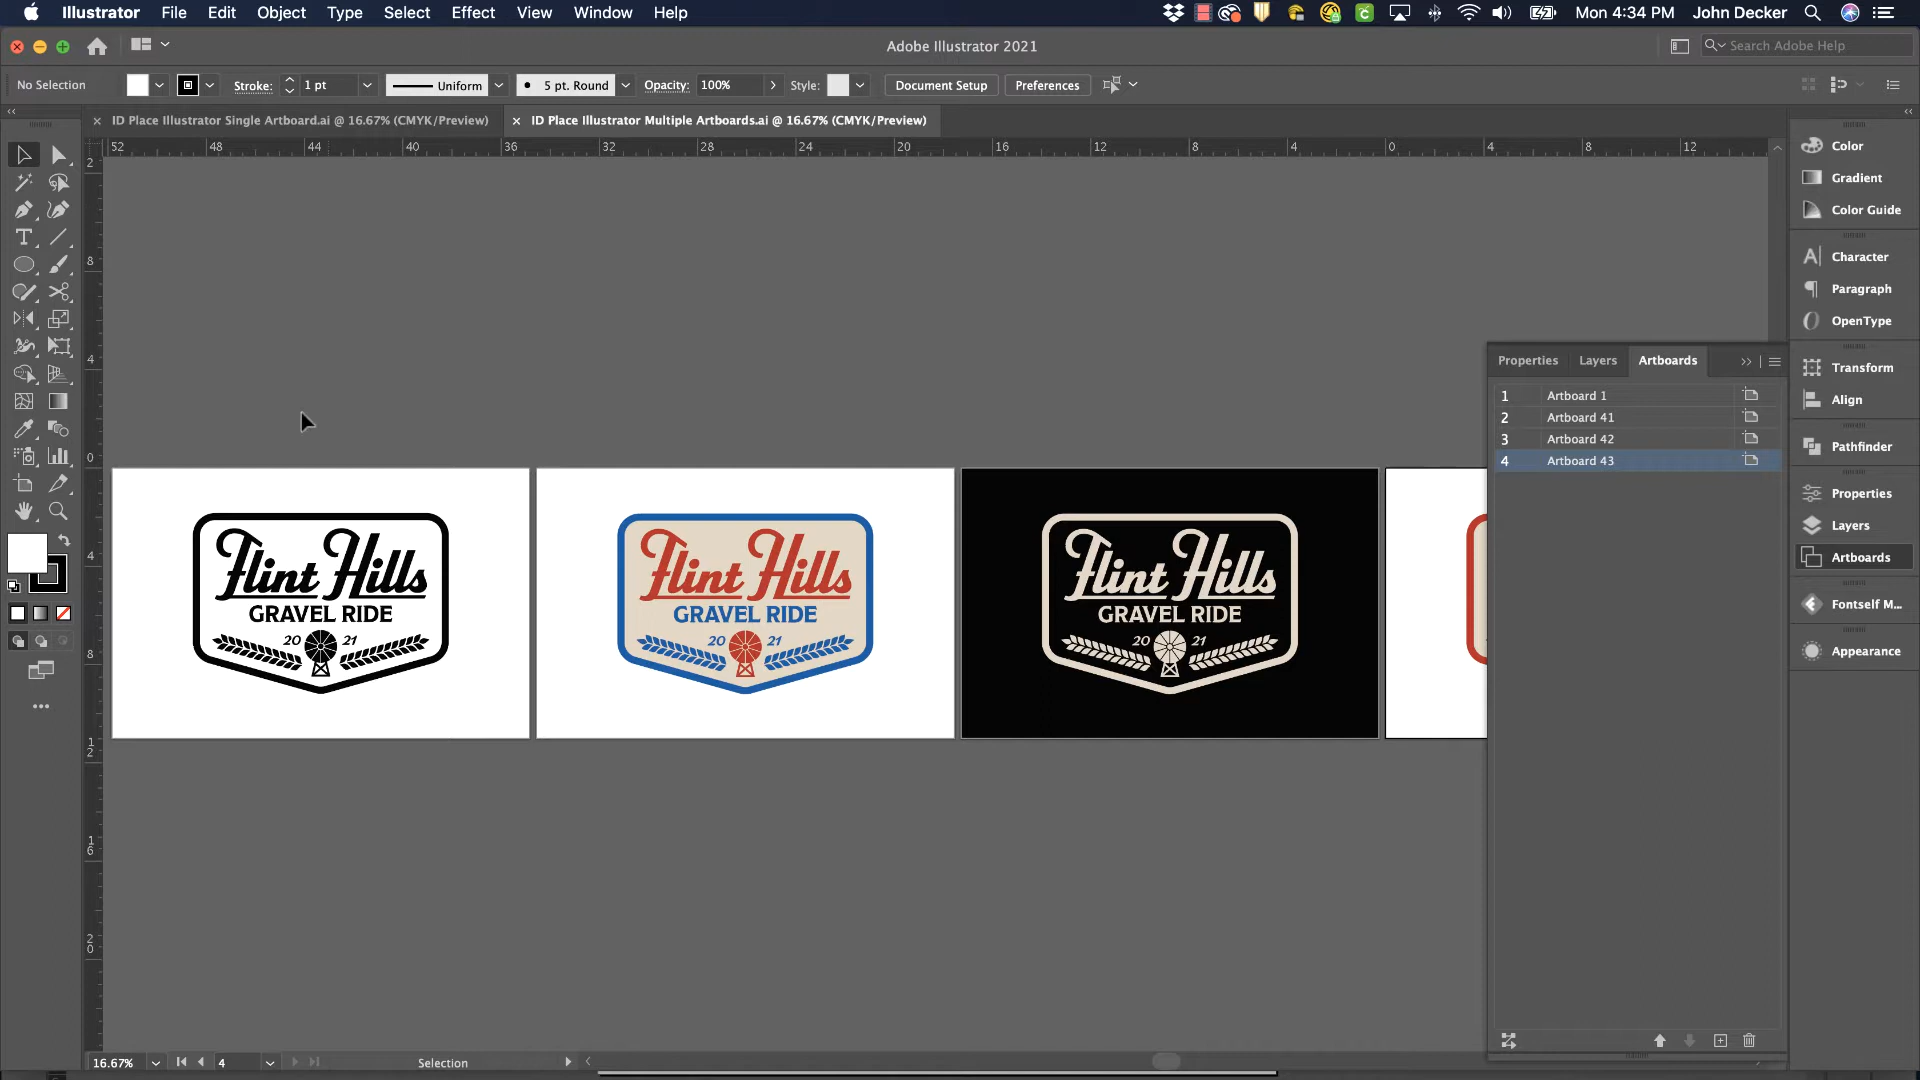 Illustrator File Edit Object Type Select Effect View Window Help
Mon 4:34 PM John Decker
Adobe Illustrator 2021
Search Adobe Help
No Selection
Stroke: 1 pt
Uniform
5 pt. Round
Opacity: 100%
Style:
Document Setup
Preferences
ID Place Illustrator Single Artboard.ai @ 16.67% (CMYK/Preview)
ID Place Illustrator Multiple Artboards.ai @ 16.67% (CMYK/Preview)
52 48 44 40 36 32 28 24 20 16 12 8 4 0 4 8 12
2
8
4
0
4
8
12
16
20
Flint Hills
GRAVEL RIDE
20 21
Flint Hills
GRAVEL RIDE
20 21
Flint Hills
GRAVEL RIDE
20 21
Properties Layers Artboards
1 Artboard 1
2 Artboard 41
3 Artboard 42
4 Artboard 43
Color
Gradient
Color Guide
Character
Paragraph
OpenType
Transform
Align
Pathfinder
Properties
Layers
Artboards
Fontself M...
Appearance
16.67%
4
Selection